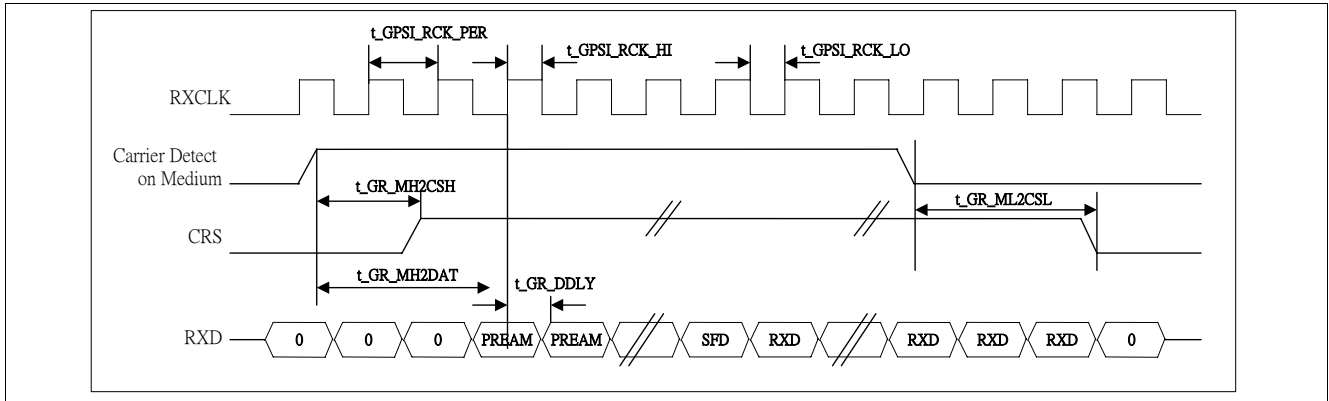 t_GPSI_RCK_PER
t_GPSI_RCK_HI
t_GPSI_RCK_LO
RXCLK
Carrier Detect
on Medium
t_GR_MH2CSH
t_GR_ML2CSL
CRS
t_GR_MH2DAT
t_GR_DDLY
RXD
0 0 0 PREAM PREAM SFD RXD RXD RXD RXD 0